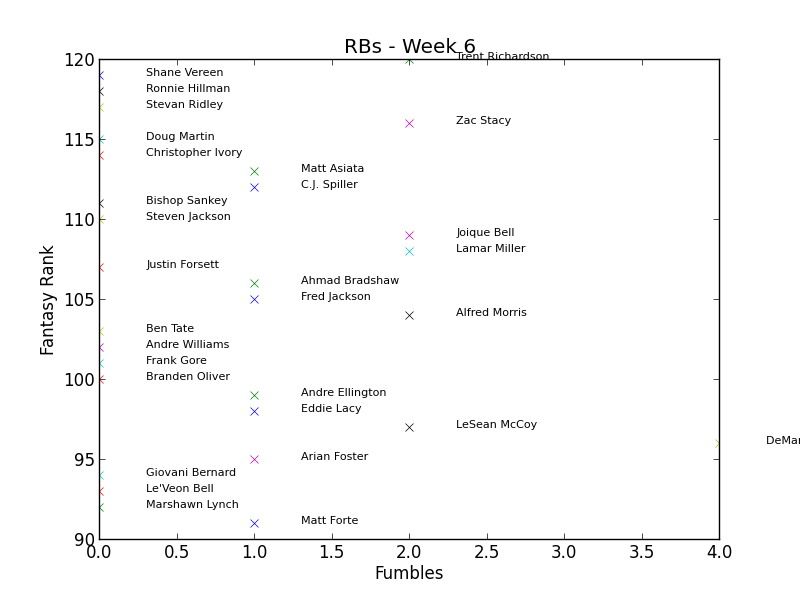 RBs - Week 6
Trent Richardson
Shane Vereen
Ronnie Hillman
Stevan Ridley
Zac Stacy
Doug Martin
Christopher Ivory
Matt Asiata
C.J. Spiller
Bishop Sankey
Steven Jackson
Joique Bell
Lamar Miller
Justin Forsett
Ahmad Bradshaw
Fred Jackson
Alfred Morris
Ben Tate
Andre Williams
Frank Gore
Branden Oliver
Andre Ellington
Eddie Lacy
LeSean McCoy
DeMar
Arian Foster
Giovani Bernard
Le'Veon Bell
Marshawn Lynch
Matt Forte
120
115
110
105
100
95
90
Fantasy Rank
0.0 0.5 1.0 1.5 2.0 2.5 3.0 3.5 4.0
Fumbles